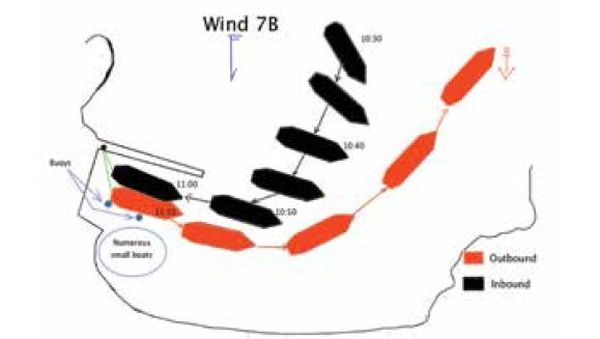 Wind 7B
10:30
10:40
Buoys
11:00
10:50
Numerous
small boats
Outbound
Inbound